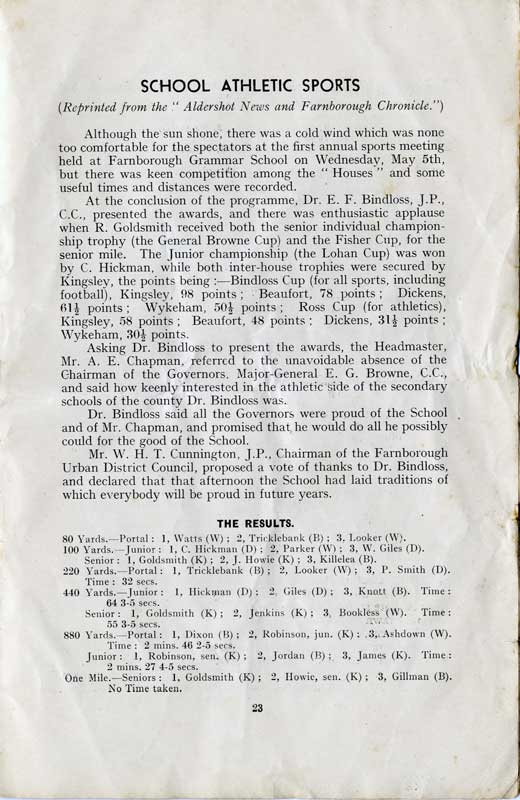 SCHOOL ATHLETIC SPORTS
(Reprinted from the " Aldershot News and Farnborough Chronicle.")
Although the sun shone, there was a cold wind which was none
too comfortable for the spectators at the first annual sports meeting
held at Farnborough Grammar School on Wednesday, May 5th,
but there was keen competition among the " Houses " and some
useful times and distances were recorded.
At the conclusion of the programme, Dr. E. F. Bindloss, J.P.,
C.C., presented the awards, and there was enthusiastic applause
when R. Goldsmith received both the senior individual champion-
ship trophy (the General Browne Cup) and the Fisher Cup, for the
senior mile. The Junior championship (the Lohan Cup) was won
by C. Hickman, while both inter-house trophies were secured by
Kingsley, the points being :—Bindloss Cup (for all sports, including
football), Kingsley, 98 points ; Beaufort, 78 points ; Dickens,
61½ points ; Wykeham, 50½ points ; Ross Cup (for athletics),
Kingsley, 58 points ; Beaufort, 48 points ; Dickens, 31½ points ;
Wykeham, 30½ points.
Asking Dr. Bindloss to present the awards, the Headmaster,
Mr. A. E. Chapman, referred to the unavoidable absence of the
Chairman of the Governors, Major-General E. G. Browne, C.C.,
and said how keenly interested in the athletic side of the secondary
schools of the county Dr. Bindloss was.
Dr. Bindloss said all the Governors were proud of the School
and of Mr. Chapman, and promised that he would do all he possibly
could for the good of the School.
Mr. W. H. T. Cunnington, J.P., Chairman of the Farnborough
Urban District Council, proposed a vote of thanks to Dr. Bindloss,
and declared that that afternoon the School had laid traditions of
which everybody will be proud in future years.
THE RESULTS.
80 Yards.—Portal : 1, Watts (W) ; 2, Tricklebank (B) ; 3, Looker (W).
100 Yards.—Junior : 1, C. Hickman (D) ; 2, Parker (W) ; 3, W. Giles (D).
Senior : 1, Goldsmith (K) ; 2, J. Howie (K) ; 3, Killelea (B).
220 Yards.—Portal : 1, Tricklebank (B) ; 2, Looker (W) ; 3, P. Smith (D).
Time : 32 secs.
440 Yards.—Junior : 1, Hickman (D) ; 2, Giles (D) ; 3, Knott (B). Time :
64 3-5 secs.
Senior : 1, Goldsmith (K) ; 2, Jenkins (K) ; 3, Bookless (W). Time :
55 3-5 secs.
880 Yards.—Portal : 1, Dixon (B) ; 2, Robinson, jun. (K) ; 3, Ashdown (W).
Time : 2 mins. 46 2-5 secs.
Junior : 1, Robinson, sen. (K) ; 2, Jordan (B) ; 3, James (K). Time :
2 mins. 27 4-5 secs.
One Mile.—Seniors : 1, Goldsmith (K) ; 2, Howie, sen. (K) ; 3, Gillman (B).
No Time taken.
23